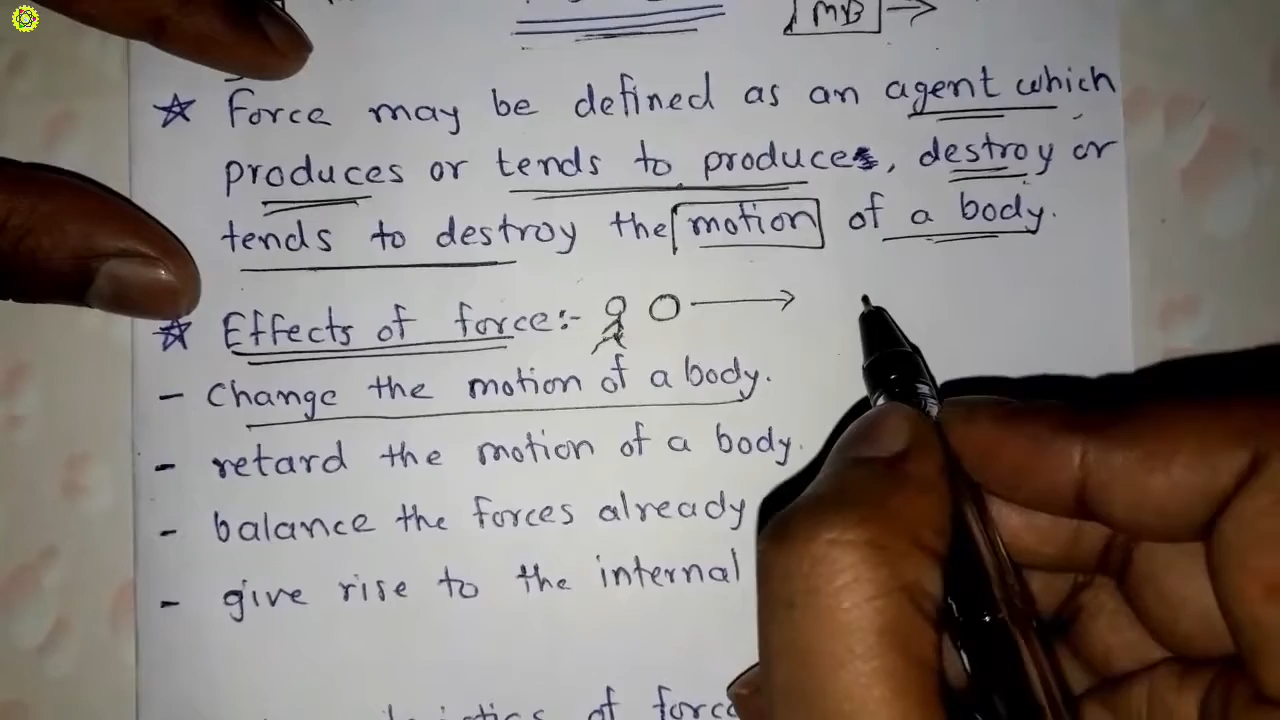 MB
☆ Force may be defined as an agent which
produces or tends to produce, destroy or
tends to destroy the motion of a body.
☆ Effects of force:-
- Change the motion of a body.
- retard the motion of a body.
- balance the forces already
- give rise to the internal
of force